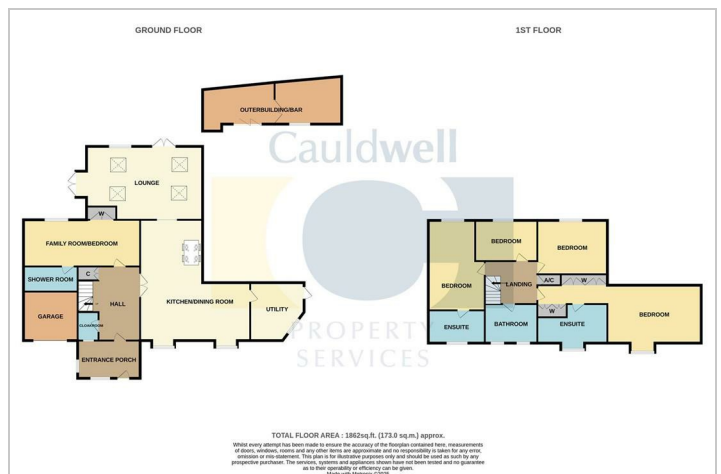 GROUND FLOOR
1ST FLOOR
OUTERBUILDING/BAR
Cauldwell
LOUNGE
W
FAMILY ROOM/BEDROOM
BEDROOM
BEDROOM
SHOWER ROOM
C
LANDING
A/C
W
BEDROOM
HALL
KITCHEN/DINING ROOM
UTILITY
GARAGE
CLOAKROOM
W
ENSUITE
BATHROOM
ENSUITE
BEDROOM
PROPERTY
SERVICES
ENTRANCE PORCH
TOTAL FLOOR AREA : 1862sq.ft. (173.0 sq.m.) approx.
Whilst every attempt has been made to ensure the accuracy of the floorplan contained here, measurements
of doors, windows, rooms and any other items are approximate and no responsibility is taken for any error,
omission or mis-statement. This plan is for illustrative purposes only and should be used as such by any
prospective purchaser. The services, systems and appliances shown have not been tested and no guarantee
as to their operability or efficiency can be given.
Made with Metropix ©2025